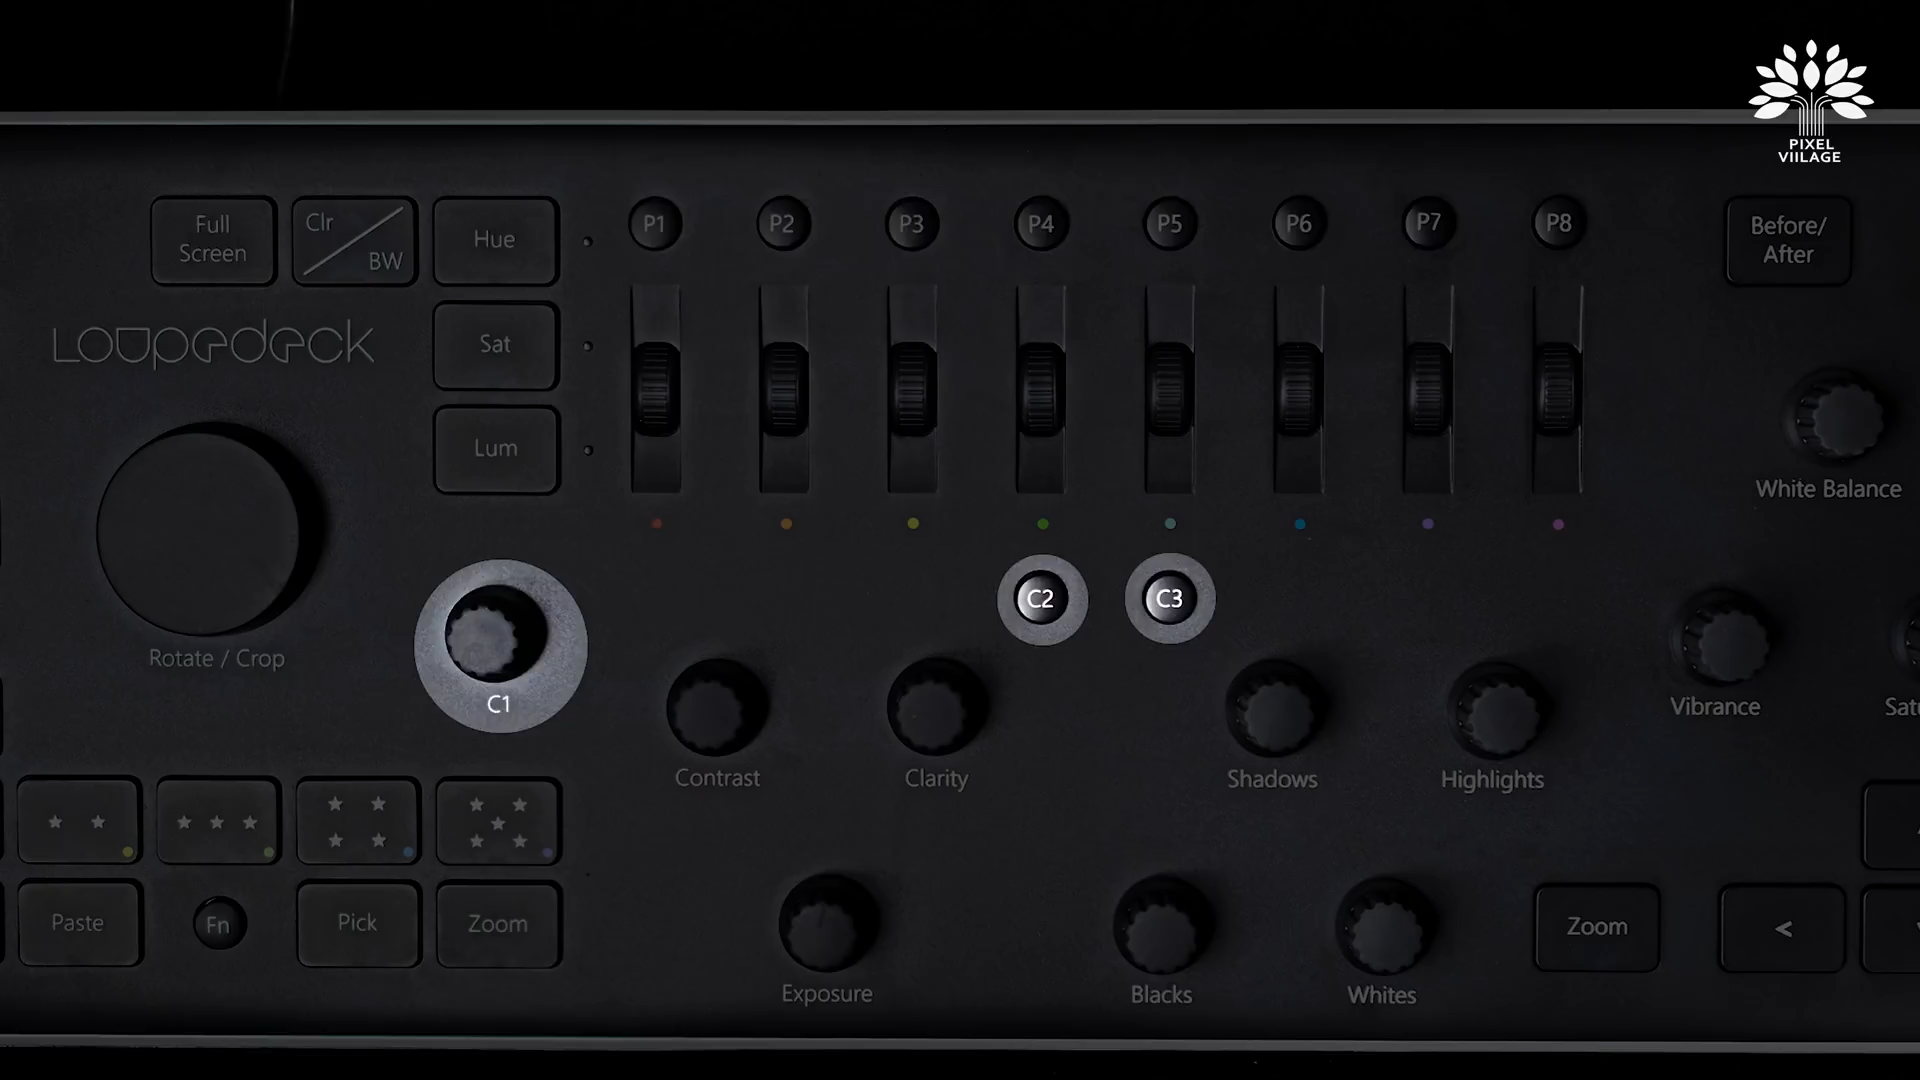 PIXEL
VIILAGE
P1
P2
P3
P4
P5
P6
P7
P8
Full
Screen
Clr
BW
Hue
Before/
After
Loupedeck
Sat
Lum
White Balance
C2
C3
Rotate / Crop
C1
Vibrance
Contrast
Clarity
Shadows
Highlights
Paste
Fn
Pick
Zoom
Zoom
<
Exposure
Blacks
Whites